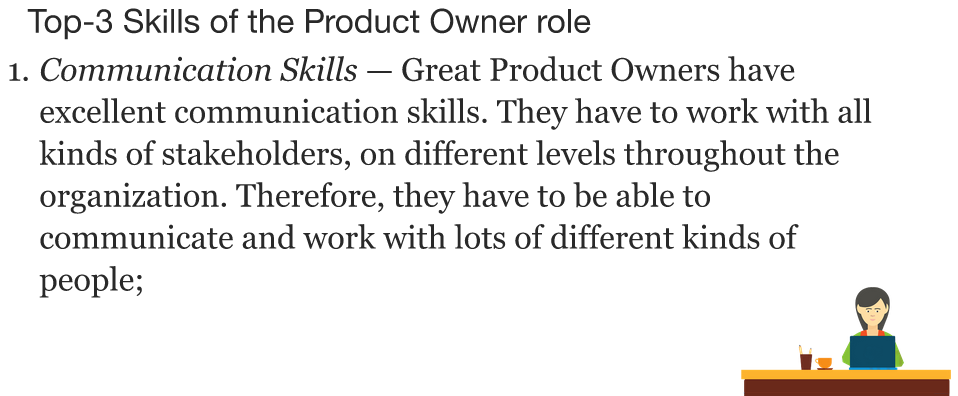 Top-3 Skills of the Product Owner role
1. Communication Skills — Great Product Owners have
excellent communication skills. They have to work with all
kinds of stakeholders, on different levels throughout the
organization. Therefore, they have to be able to
communicate and work with lots of different kinds of
people;